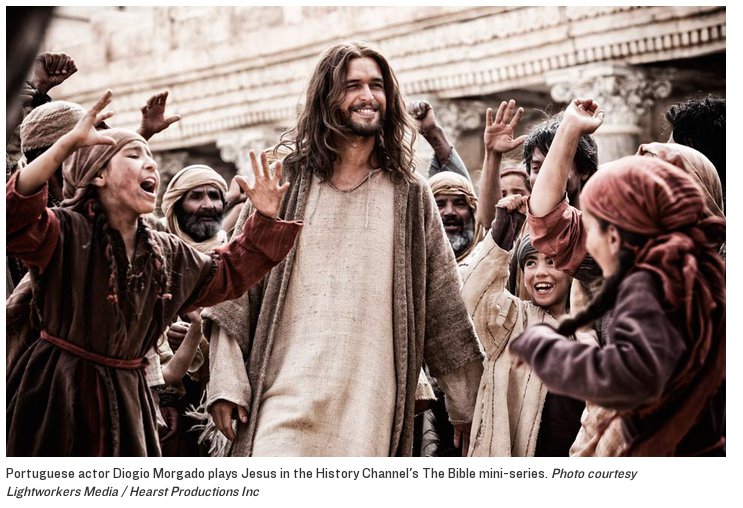 Portuguese actor Diogio Morgado plays Jesus in the History Channel's The Bible mini-series. Photo courtesy
Lightworkers Media / Hearst Productions Inc